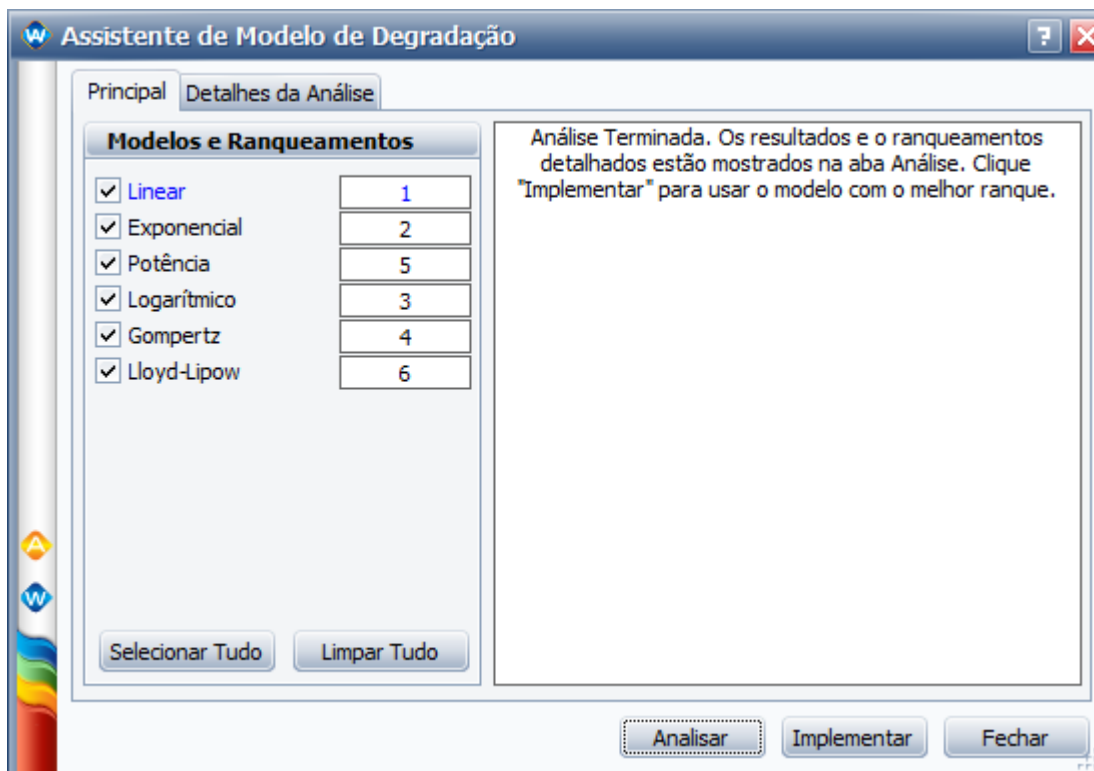 Assistente de Modelo de Degradação
Principal Detalhes da Análise
Modelos e Ranqueamentos
Linear 1
Exponencial 2
Potência 5
Logarítmico 3
Gompertz 4
Lloyd-Lipow 6
Selecionar Tudo Limpar Tudo
Análise Terminada. Os resultados e o ranqueamentos
detalhados estão mostrados na aba Análise. Clique
"Implementar" para usar o modelo com o melhor ranque.
Analisar Implementar Fechar